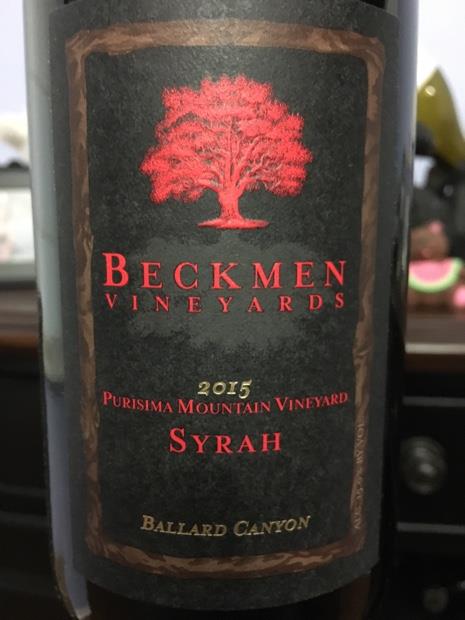 BECKMEN
VINEYARDS
2015
PURISIMA MOUNTAIN VINEYARD
SYRAH
BALLARD CANYON